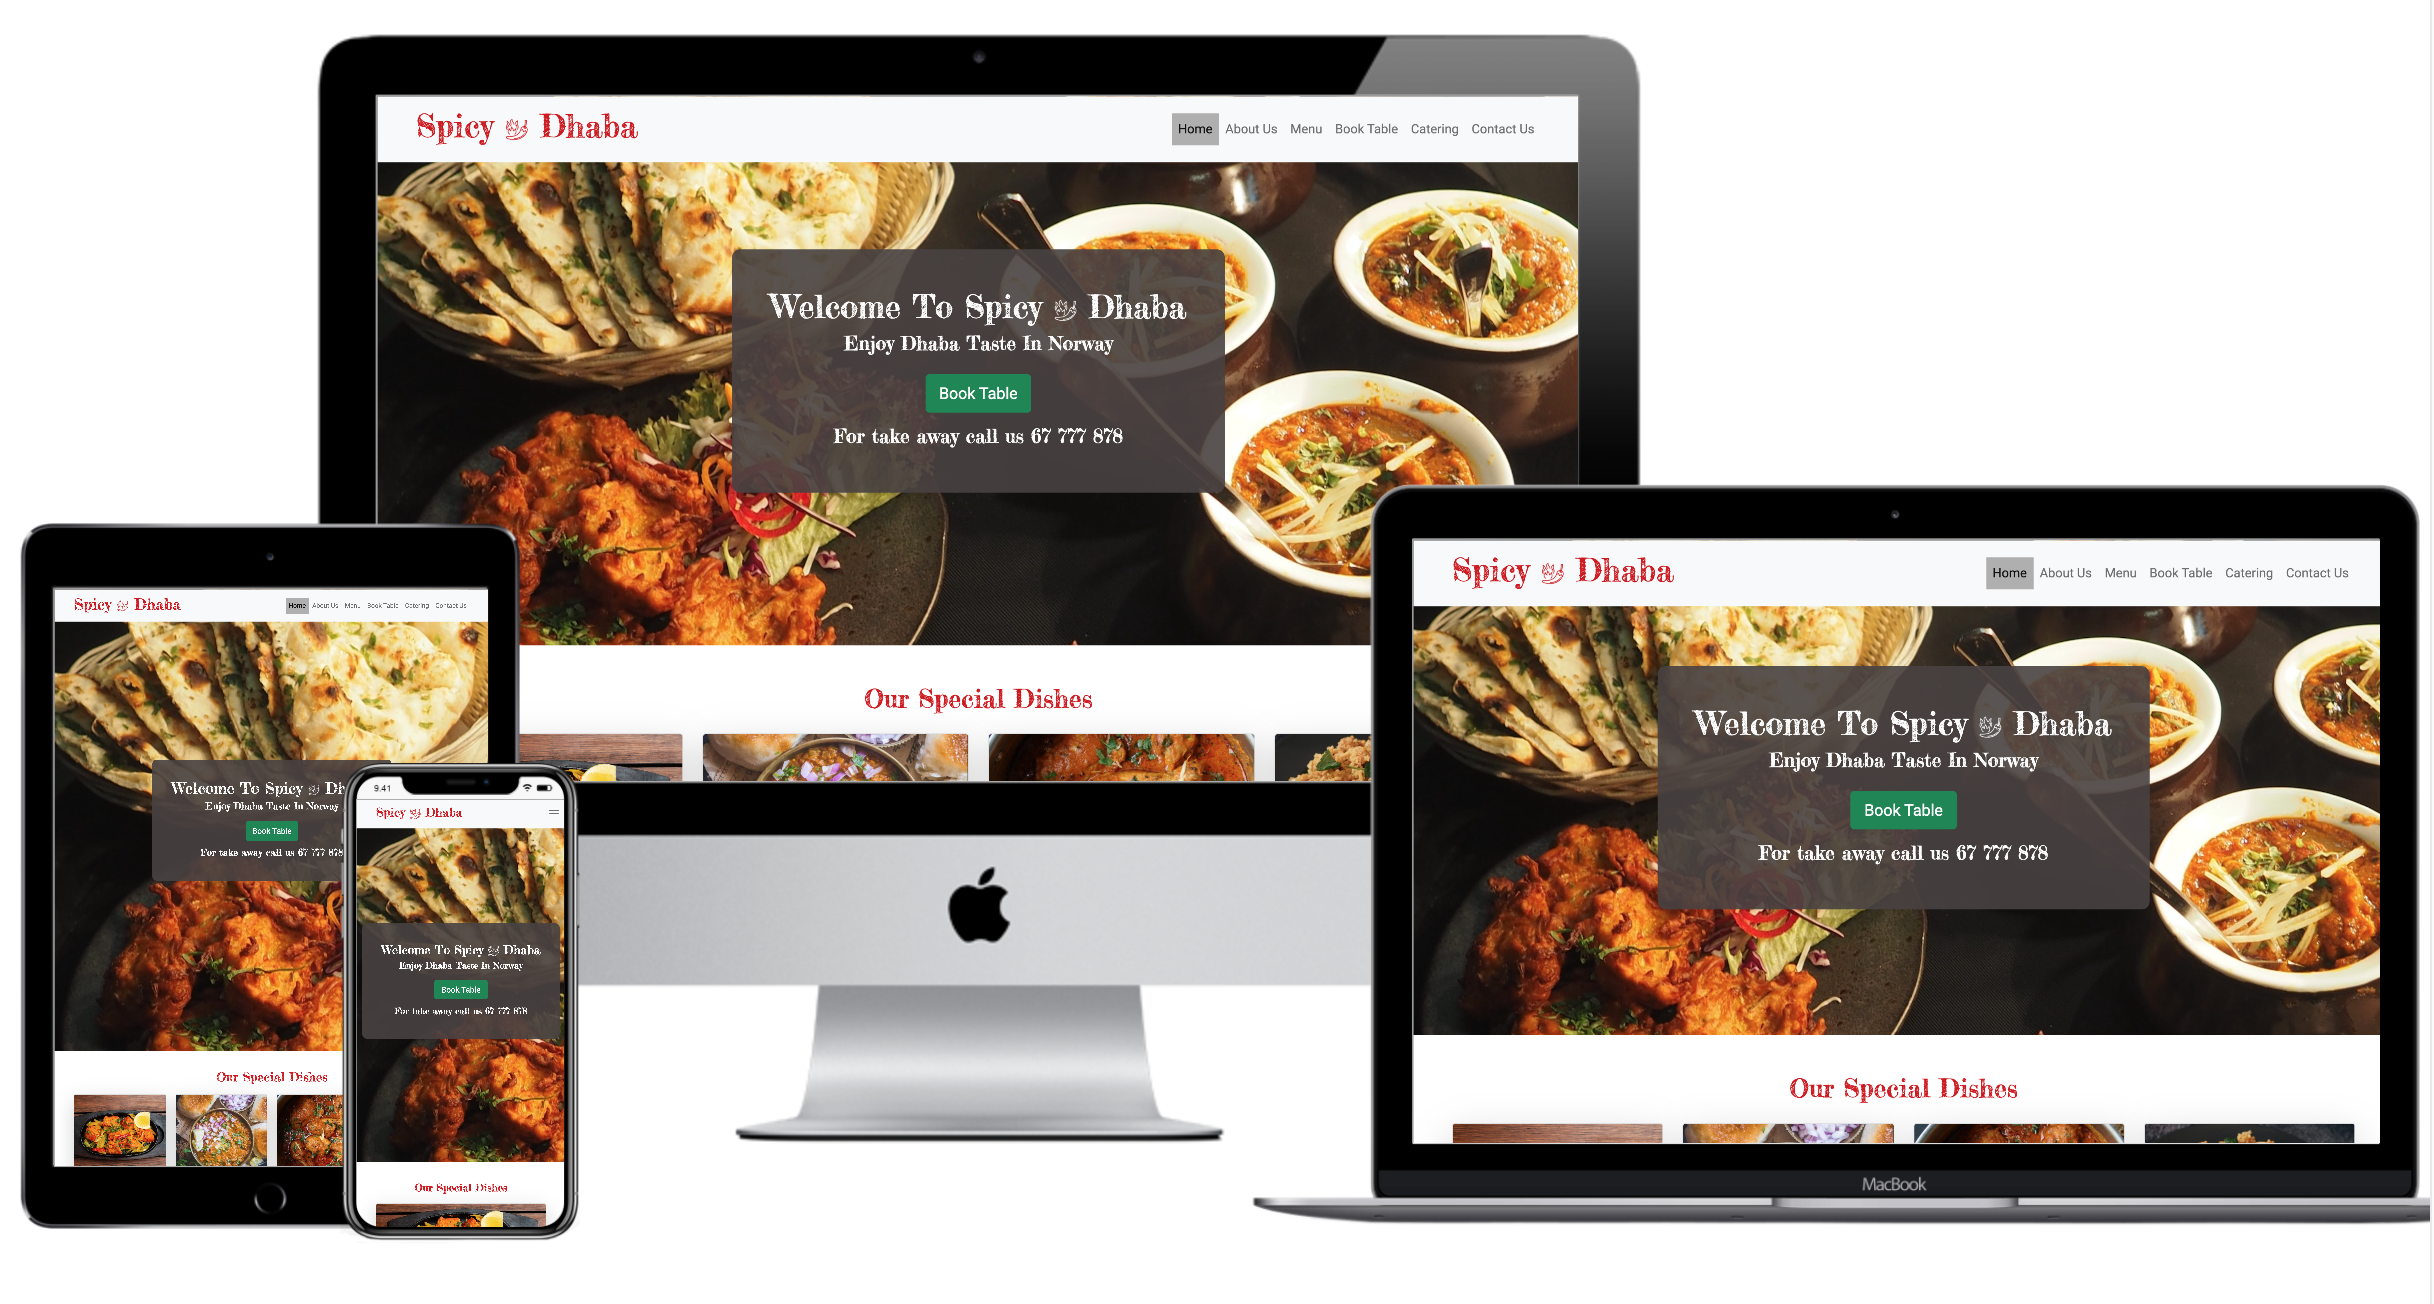 Spicy Dhaba
Home About Us Menu Book Table Catering Contact Us
Welcome To Spicy Dhaba
Enjoy Dhaba Taste In Norway
Book Table
For take away call us 67 777 878
Our Special Dishes
Spicy Dhaba
Home About Us Menu Book Table Catering Contact Us
Welcome To Spicy Dh
Enjoy Dhaba Taste In Norway
Book Table
For take away call us 67 777 878
Our Special Dishes
9.41
Spicy Dhaba
Welcome To Spicy Dhaba
Enjoy Dhaba Taste In Norway
Book Table
For take away call us 67 777 878
Our Special Dishes
Spicy Dhaba
Home About Us Menu Book Table Catering Contact Us
Welcome To Spicy Dhaba
Enjoy Dhaba Taste In Norway
Book Table
For take away call us 67 777 878
Our Special Dishes
MacBook